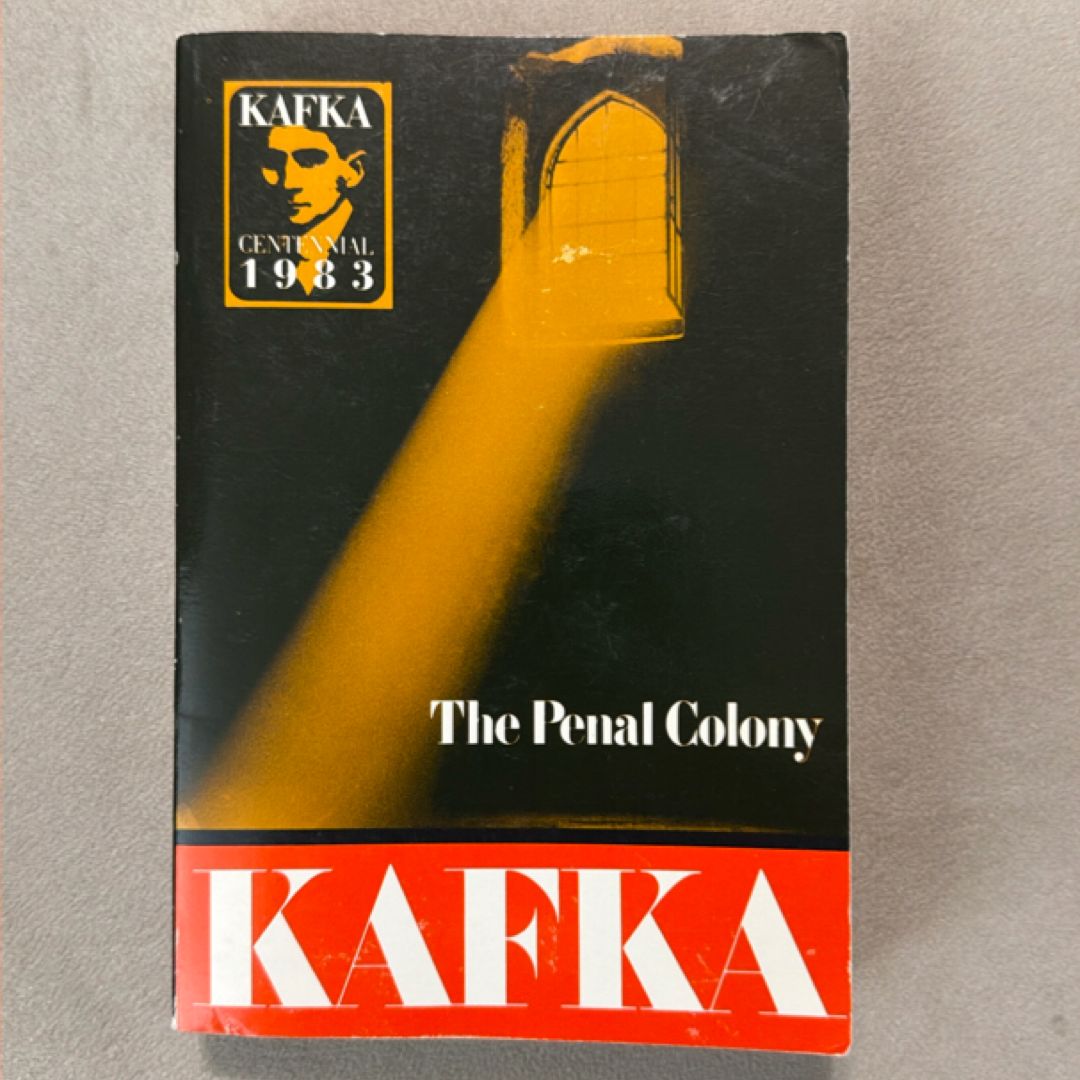 KAFKA
CENTENNIAL
1983
The Penal Colony
KAFKA